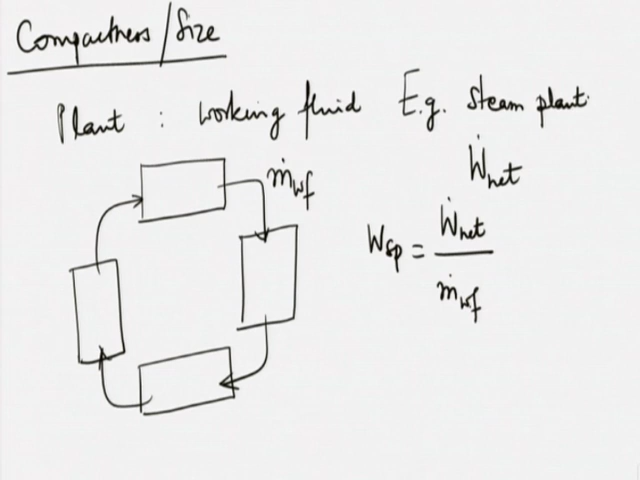 Compactness/Size
Plant : Working fluid E.g. Steam plant.
ṁwf
Ẇnet
Wsp = Ẇnet / ṁwf